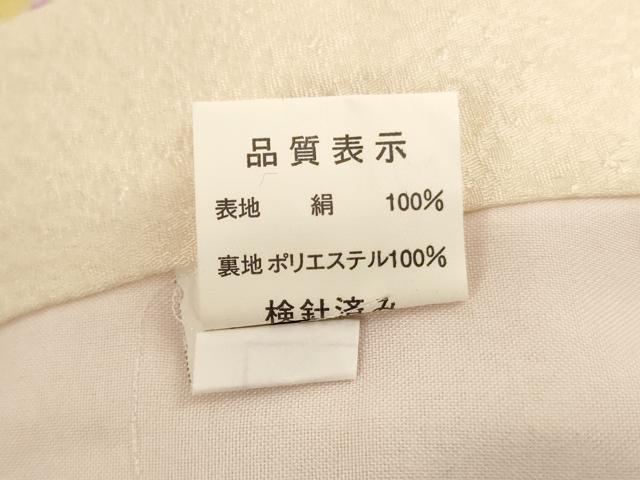 品質表示
表地 絹 100%
裏地 ポリエステル100%
検針済み